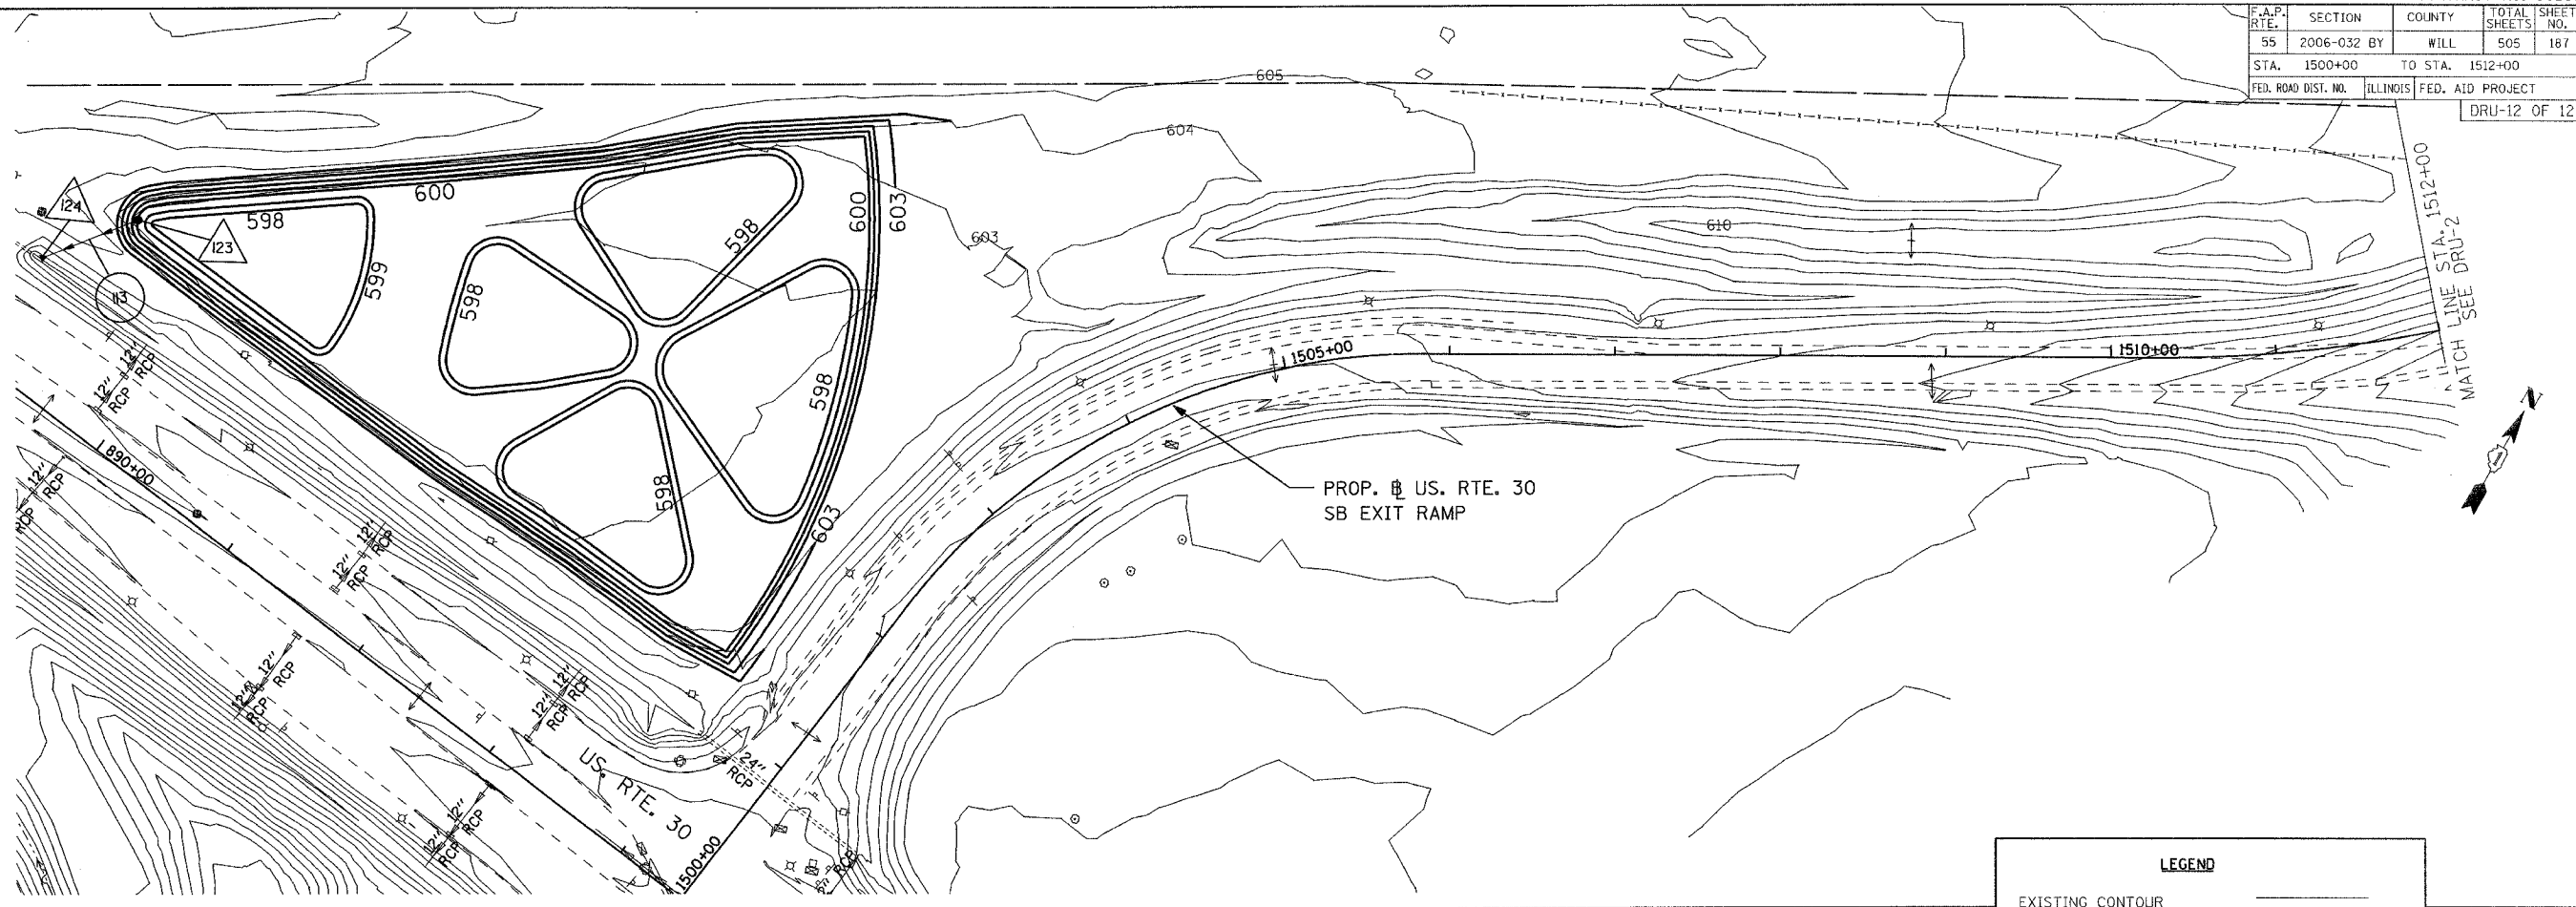 F.A.P. RTE. SECTION COUNTY TOTAL SHEETS SHEET NO.
55 2006-032 BY WILL 505 187
STA. 1500+00 TO STA. 1512+00
FED. ROAD DIST. NO. ILLINOIS FED. AID PROJECT
DRU-12 OF 12
605
604
603
610
600
598
599
598
598
598
598
600
603
603
124
123
113
MATCH LINE STA. 1512+00
SEE DRU-2
N
1505+00
1510+00
PROP. ℄ US. RTE. 30
SB EXIT RAMP
890+00
12" RCP
12" RCP
12" RCP
RCP
12" RCP
12" RCP
12" RCP
12" RCP
12" RCP
12" RCP
12" RCP
12" RCP
24" RCP
RCP
US. RTE. 30
1500+00
LEGEND
EXISTING CONTOUR